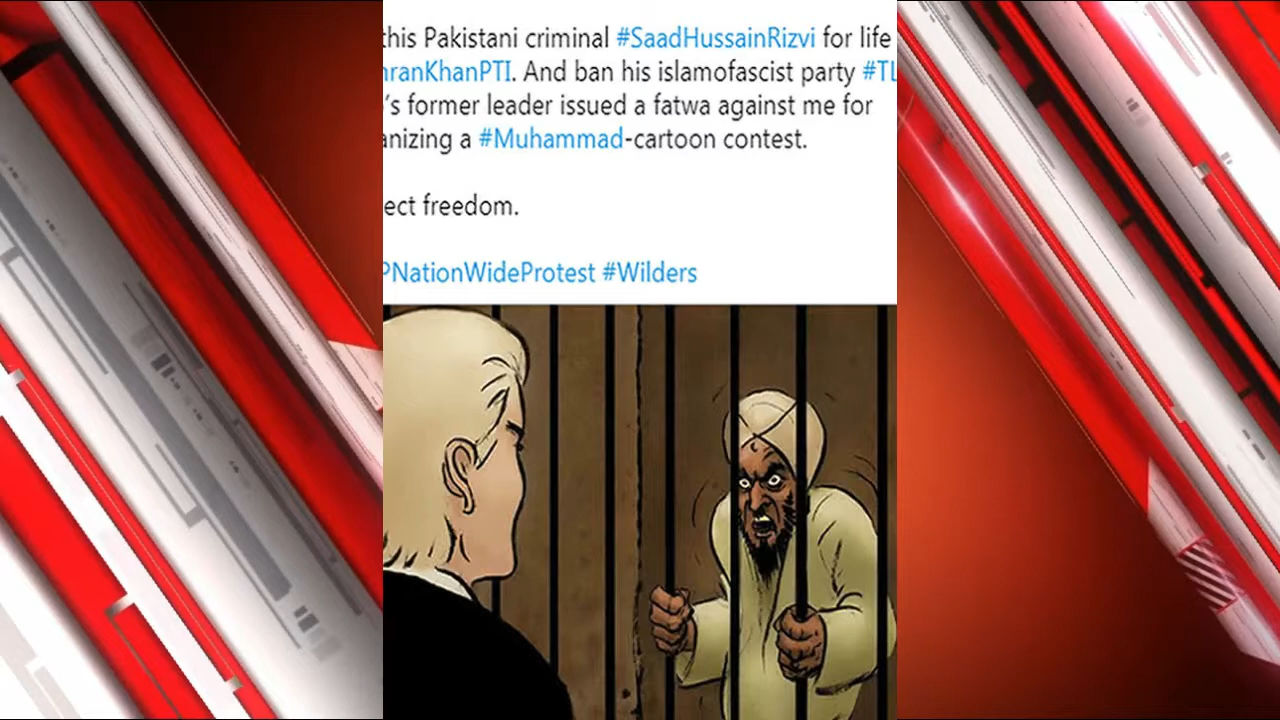 this Pakistani criminal #SaadHussainRizvi for life
nranKhanPTI. And ban his islamofascist party #TL
's former leader issued a fatwa against me for
anizing a #Muhammad-cartoon contest.
ect freedom.
PNationWideProtest #Wilders